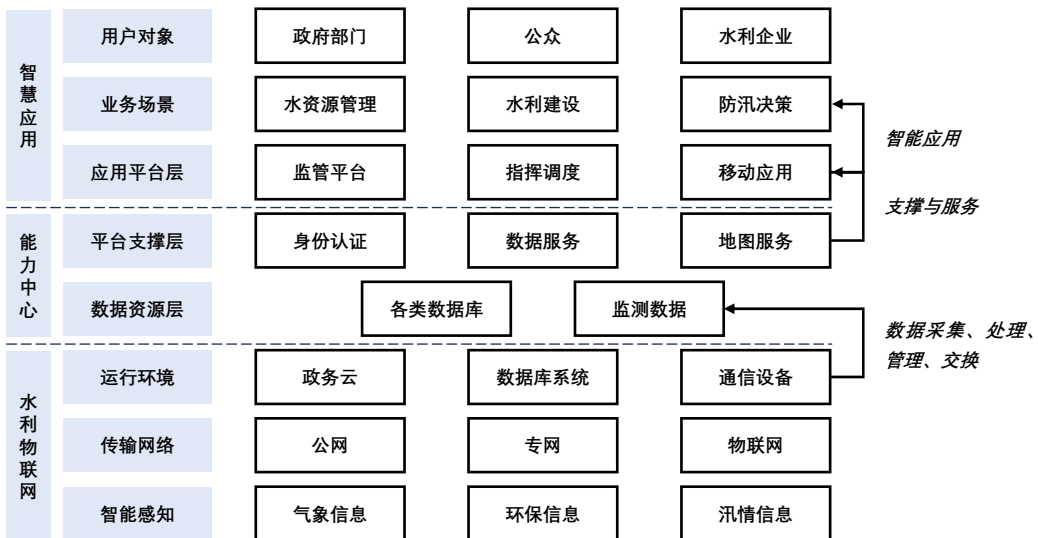 智慧应用
用户对象
政府部门
公众
水利企业
业务场景
水资源管理
水利建设
防汛决策
应用平台层
监管平台
指挥调度
移动应用
智能应用
支撑与服务
能力中心
平台支撑层
身份认证
数据服务
地图服务
数据资源层
各类数据库
监测数据
数据采集、处理、
管理、交换
水利物联网
运行环境
政务云
数据库系统
通信设备
传输网络
公网
专网
物联网
智能感知
气象信息
环保信息
汛情信息